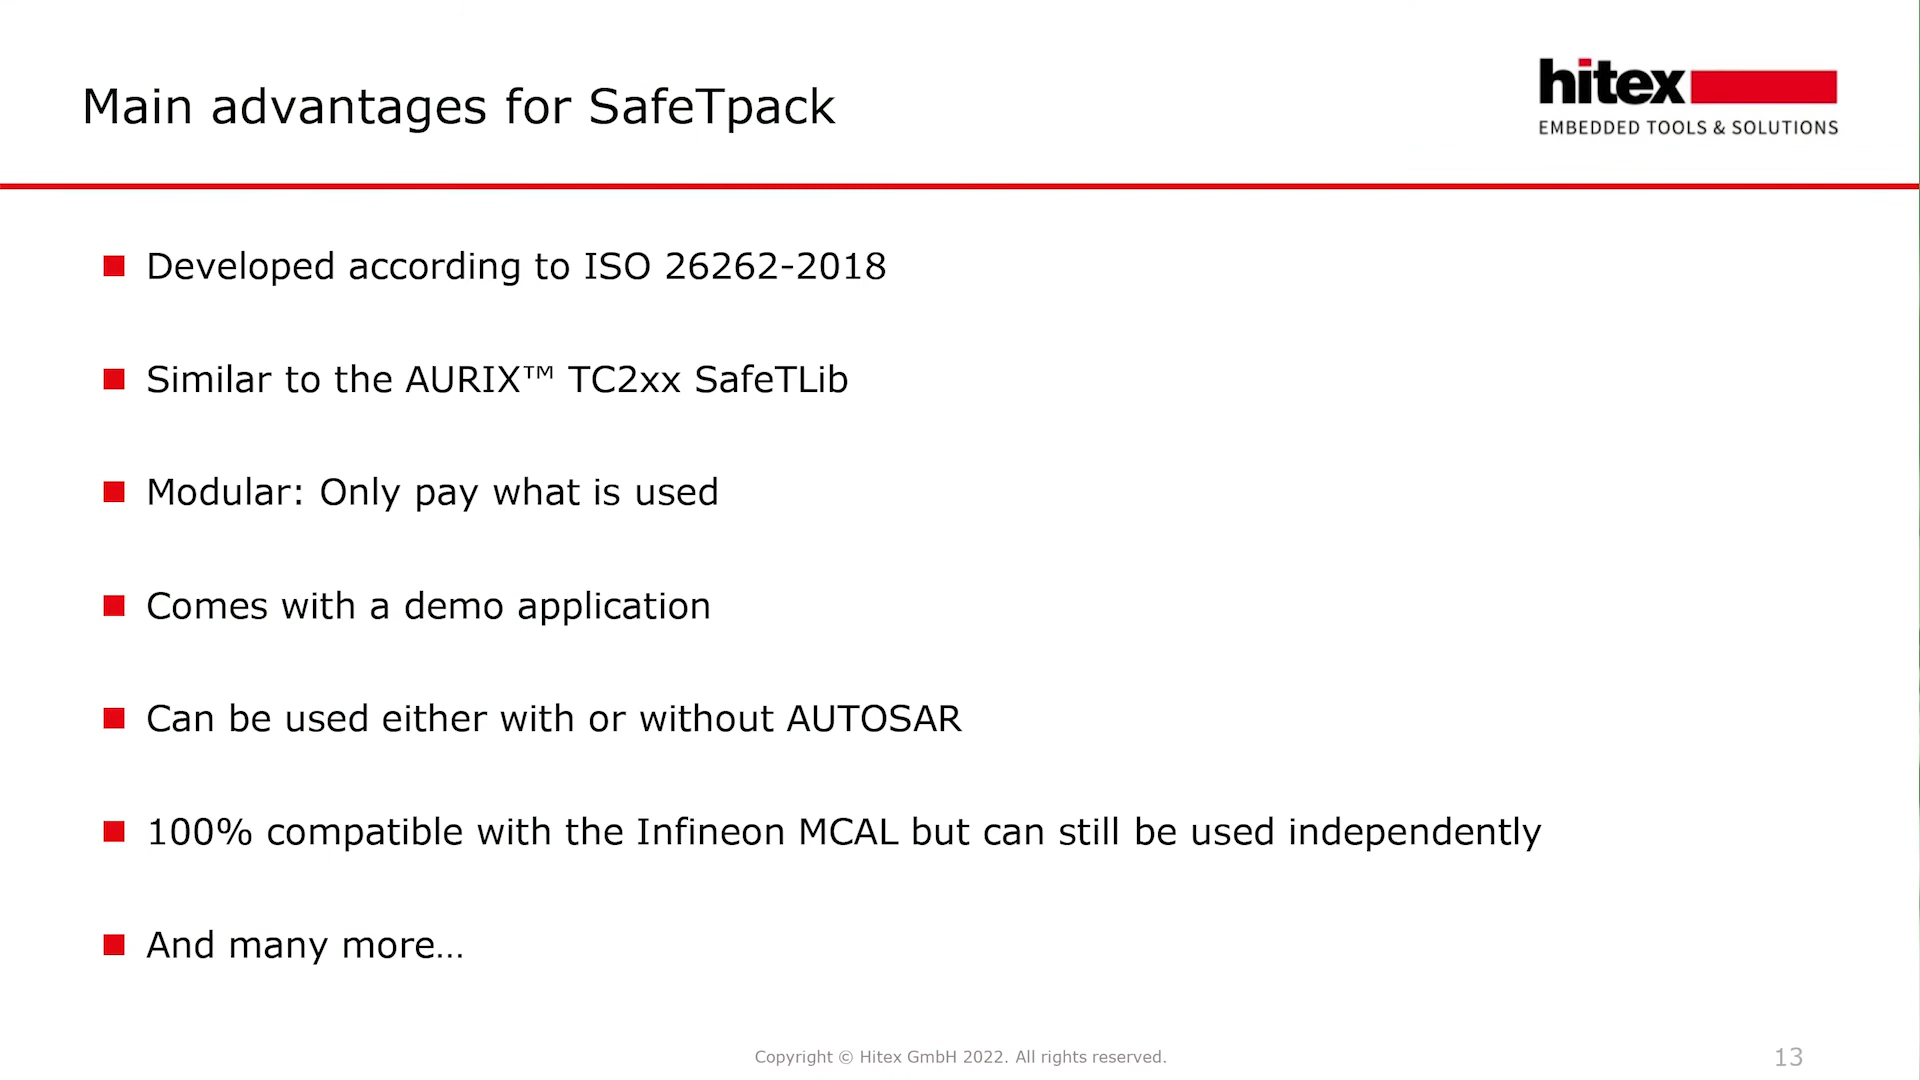 Main advantages for SafeTpack
hitex
EMBEDDED TOOLS & SOLUTIONS
Developed according to ISO 26262-2018
Similar to the AURIX™ TC2xx SafeTLib
Modular: Only pay what is used
Comes with a demo application
Can be used either with or without AUTOSAR
100% compatible with the Infineon MCAL but can still be used independently
And many more…
Copyright © Hitex GmbH 2022. All rights reserved.
13